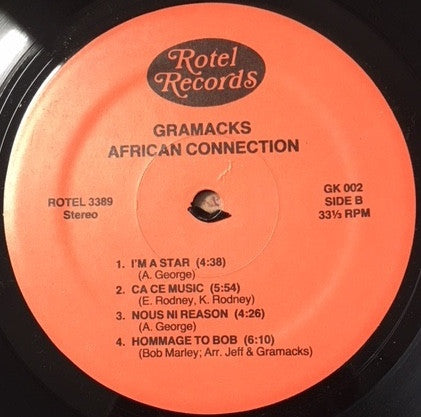 Rotel
Records
GRAMACKS
AFRICAN CONNECTION
ROTEL 3389
Stereo
GK 002
SIDE B
33⅓ RPM
1. I'M A STAR (4:38)
(A. George)
2. CA CE MUSIC (5:54)
(E. Rodney, K. Rodney)
3. NOUS NI REASON (4:26)
(A. George)
4. HOMMAGE TO BOB (6:10)
(Bob Marley; Arr. Jeff & Gramacks)